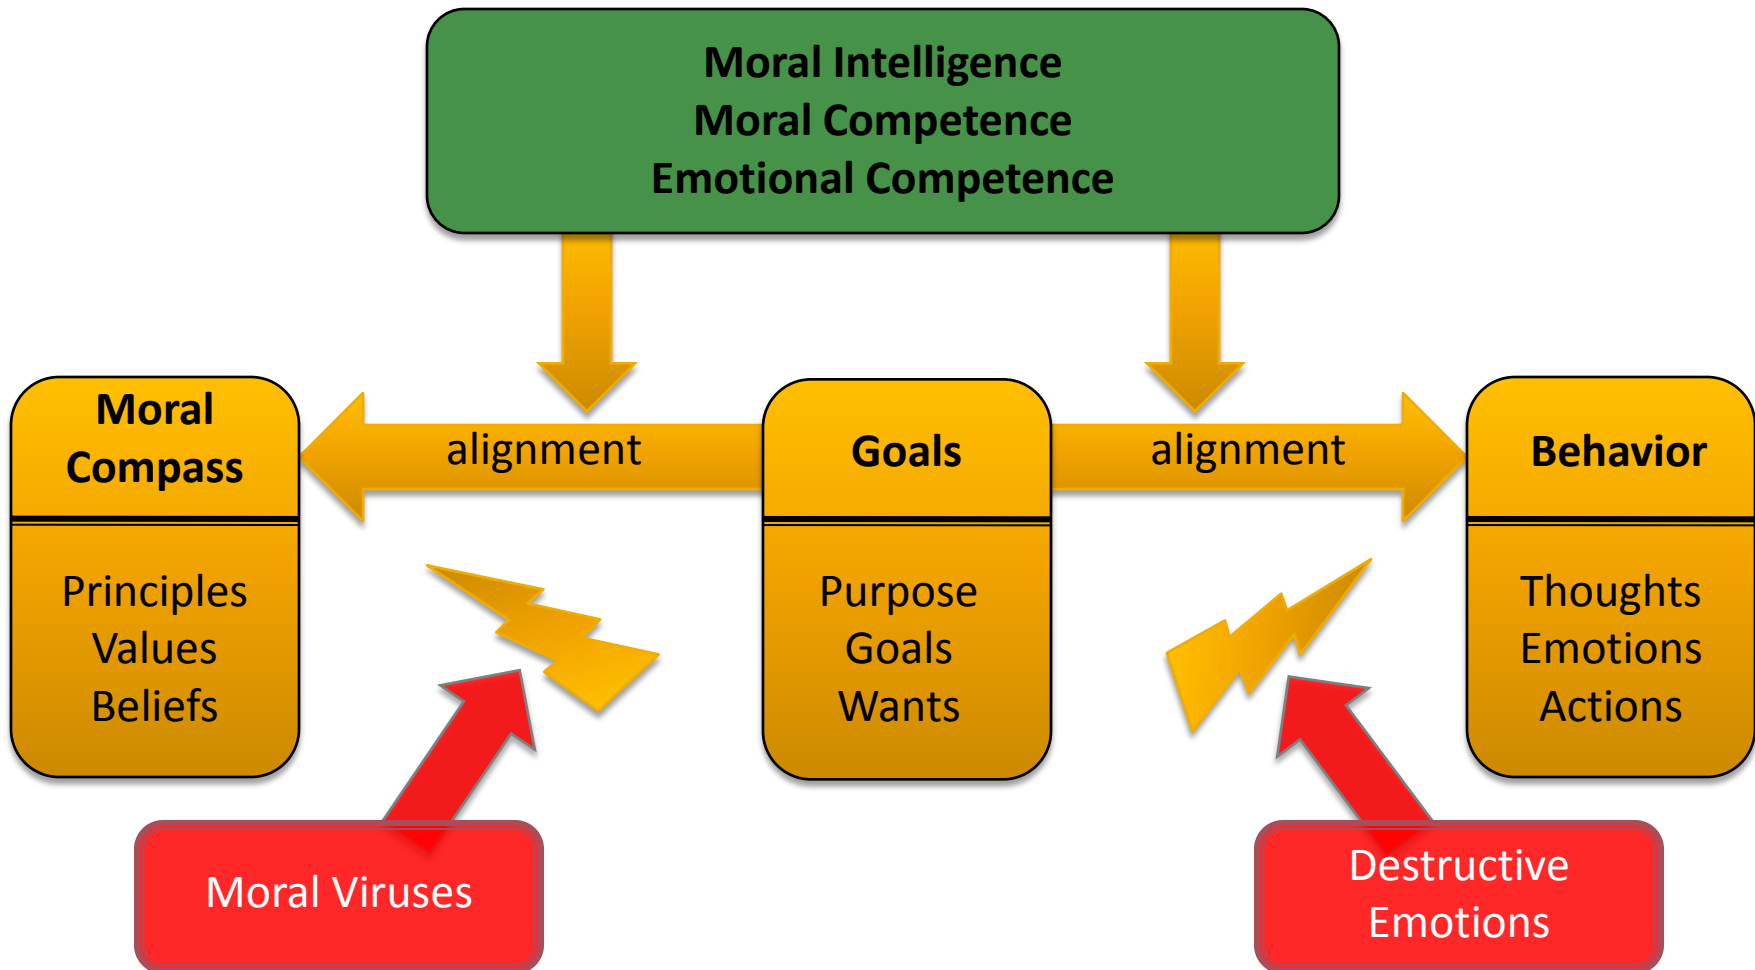 Moral Intelligence
Moral Competence
Emotional Competence
Moral
Compass
alignment
Goals
alignment
Behavior
Principles
Values
Beliefs
Purpose
Goals
Wants
Thoughts
Emotions
Actions
Moral Viruses
Destructive
Emotions